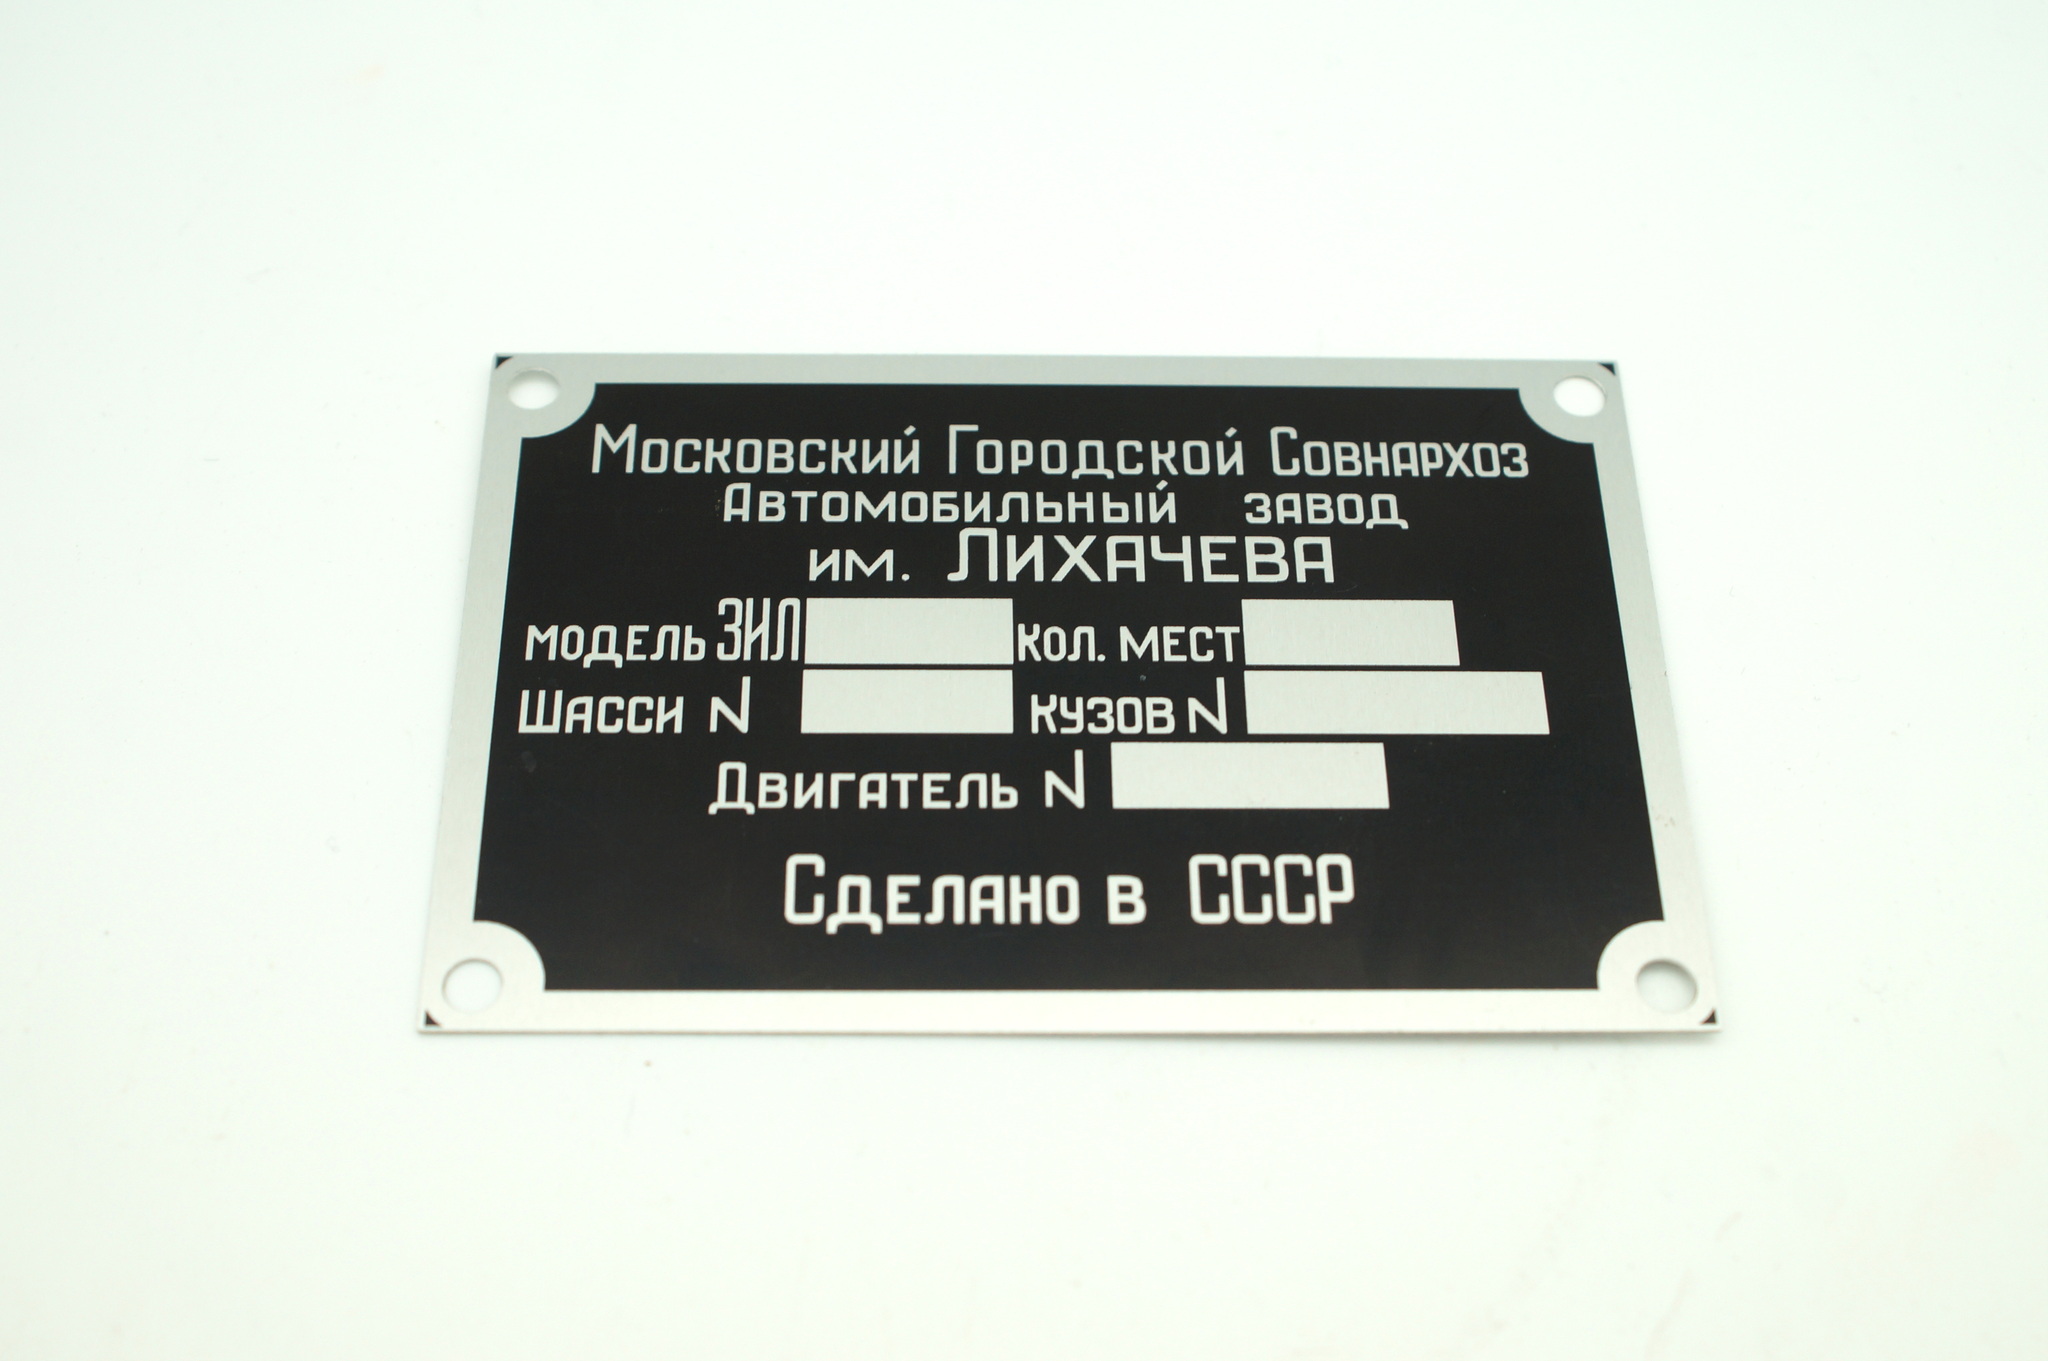 Московский Городской Совнархоз
Автомобильный завод
им. ЛИХАЧЕВА
модель ЗИЛ кол. мест
Шасси N кузов N
Двигатель N
Сделано в СССР